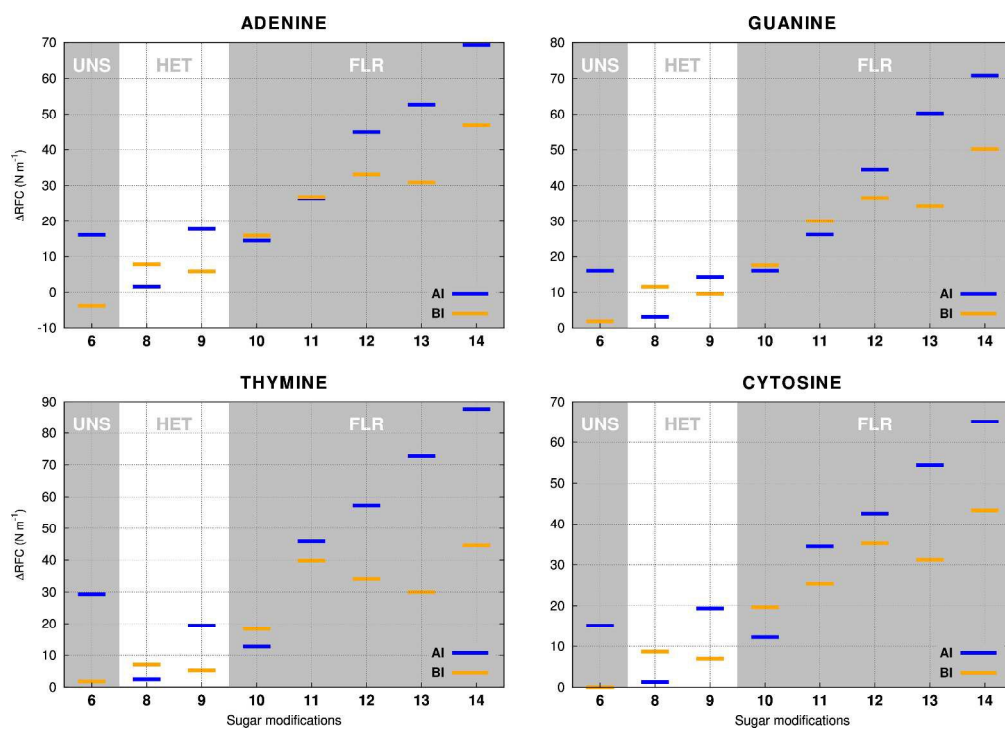 ADENINE
UNS HET FLR
70
60
50
40
30
20
10
0
-10
ΔRFC (N m-1)
AI
BI
6 8 9 10 11 12 13 14
GUANINE
UNS HET FLR
80
70
60
50
40
30
20
10
0
AI
BI
6 8 9 10 11 12 13 14
THYMINE
UNS HET FLR
90
80
70
60
50
40
30
20
10
0
ΔRFC (N m-1)
AI
BI
6 8 9 10 11 12 13 14
Sugar modifications
CYTOSINE
UNS HET FLR
70
60
50
40
30
20
10
0
AI
BI
6 8 9 10 11 12 13 14
Sugar modifications